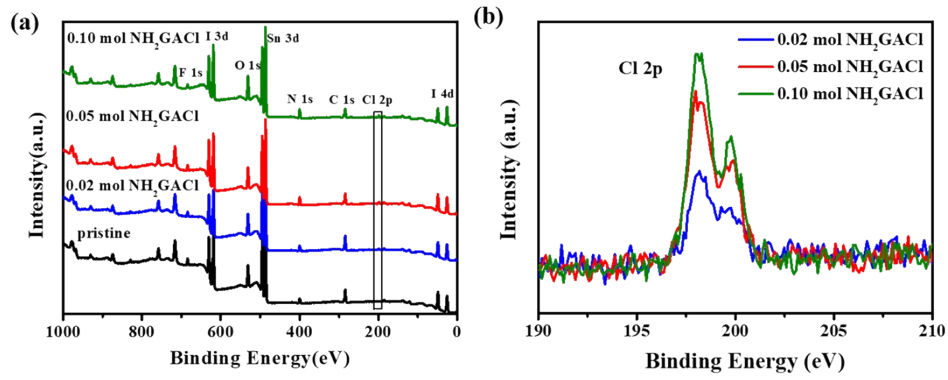 (a)
0.10 mol NH2GACl
I 3d
Sn 3d
F 1s
O 1s
N 1s
C 1s
Cl 2p
I 4d
0.05 mol NH2GACl
0.02 mol NH2GACl
pristine
Intensity(a.u.)
1000
800
600
400
200
0
Binding Energy(eV)
(b)
Cl 2p
0.02 mol NH2GACl
0.05 mol NH2GACl
0.10 mol NH2GACl
Intensity (a.u.)
190
195
200
205
210
Binding Energy (eV)